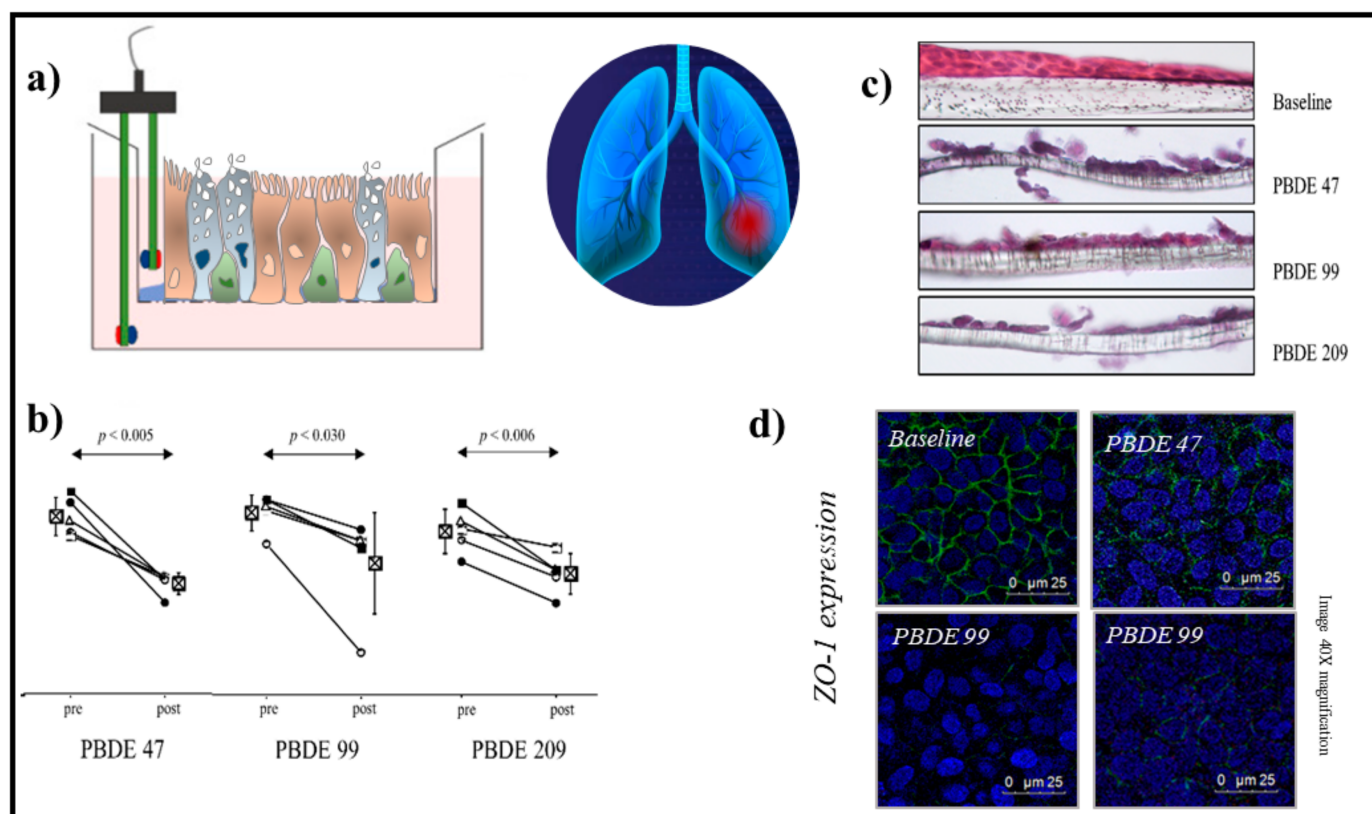 a)
b)
p < 0.005
p < 0.030
p < 0.006
pre
post
pre
post
pre
post
PBDE 47
PBDE 99
PBDE 209
c)
Baseline
PBDE 47
PBDE 99
PBDE 209
d)
ZO-1 expression
Baseline
0 µm 25
PBDE 47
0 µm 25
PBDE 99
0 µm 25
PBDE 99
0 µm 25
Image 40X magnification